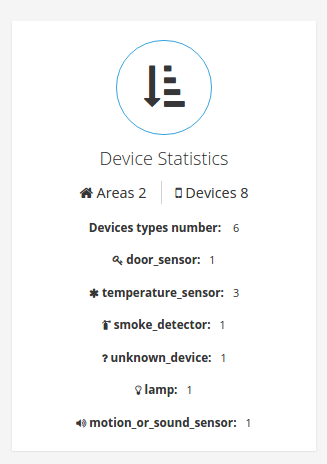 Device Statistics
Areas 2 Devices 8
Devices types number: 6
door_sensor: 1
temperature_sensor: 3
smoke_detector: 1
unknown_device: 1
lamp: 1
motion_or_sound_sensor: 1